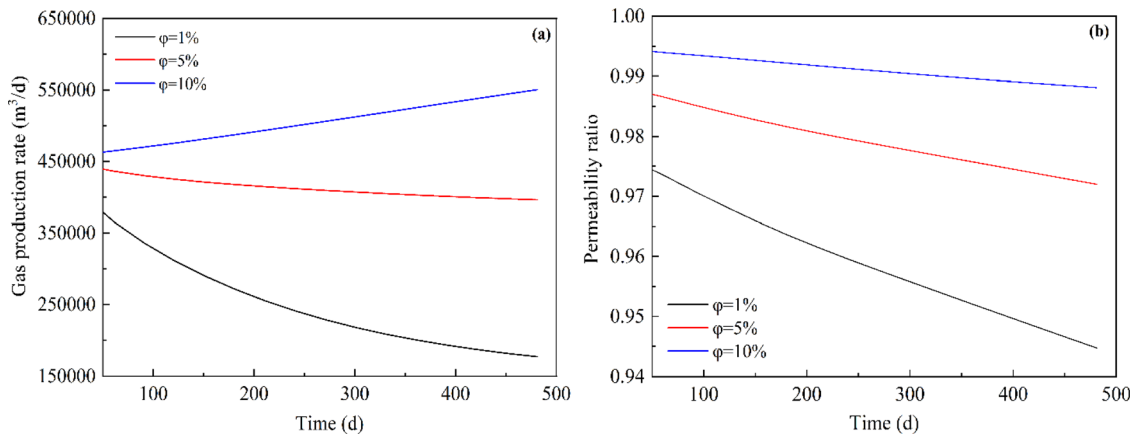 (a)
φ=1%
φ=5%
φ=10%
650000
550000
450000
350000
250000
150000
Gas production rate (m³/d)
100
200
300
400
500
Time (d)
(b)
1.00
0.99
0.98
0.97
0.96
0.95
0.94
Permeability ratio
φ=1%
φ=5%
φ=10%
100
200
300
400
500
Time (d)